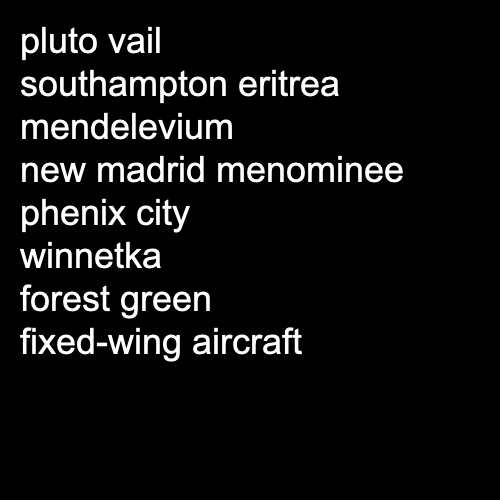 pluto vail
southampton eritrea
mendelevium
new madrid menominee
phenix city
winnetka
forest green
fixed-wing aircraft